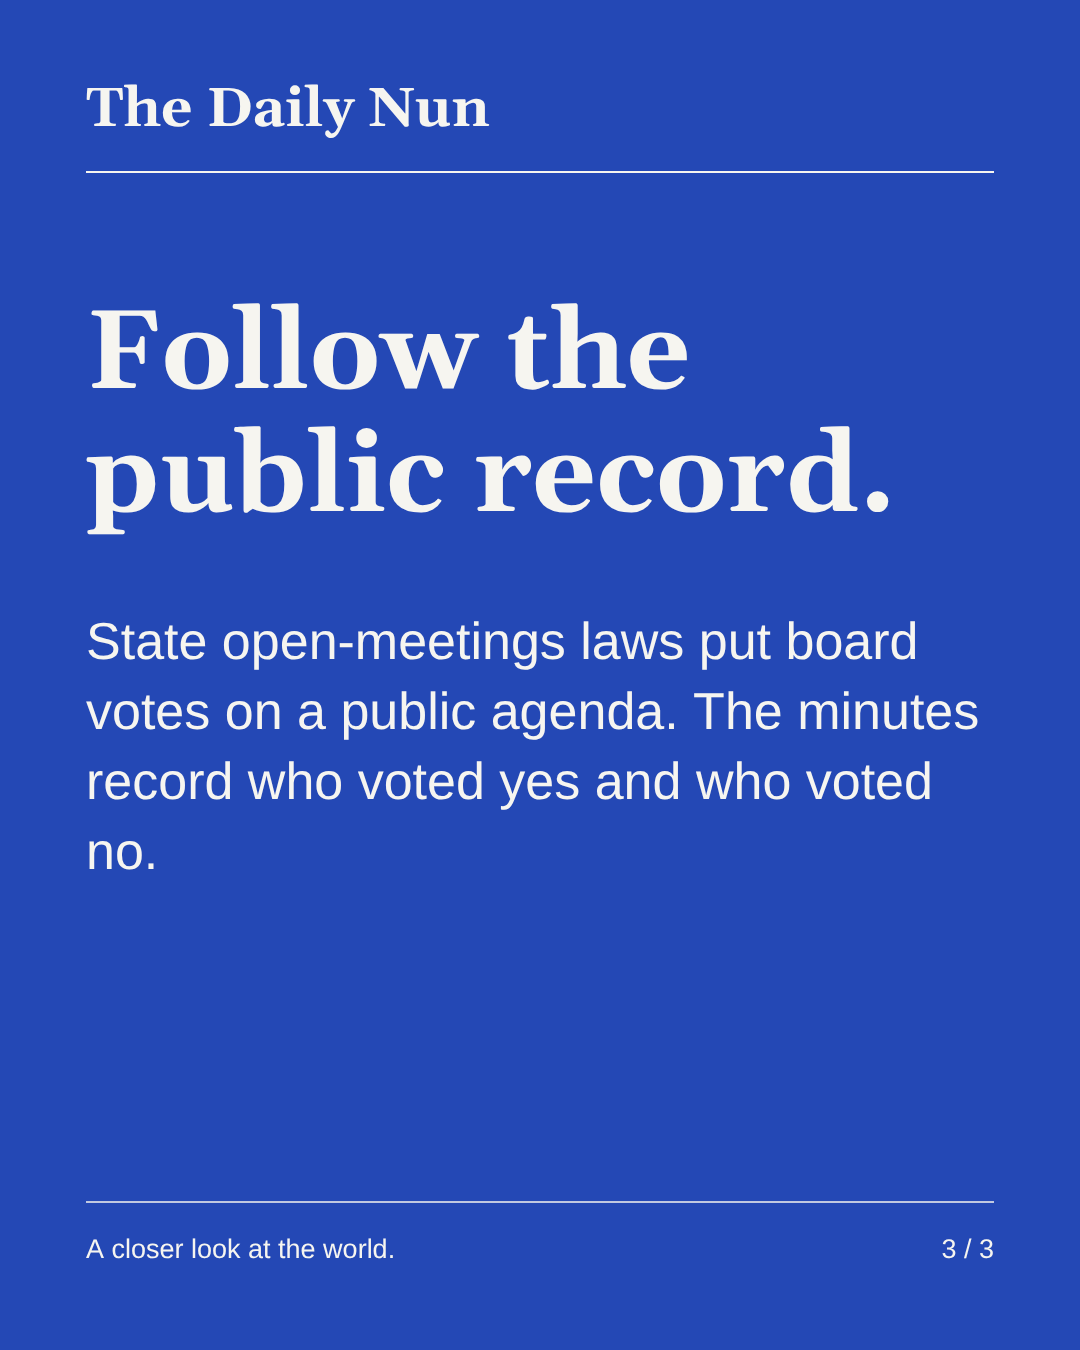 The Daily Nun
Follow the
public record.
State open-meetings laws put board
votes on a public agenda. The minutes
record who voted yes and who voted
no.
A closer look at the world.
3 / 3